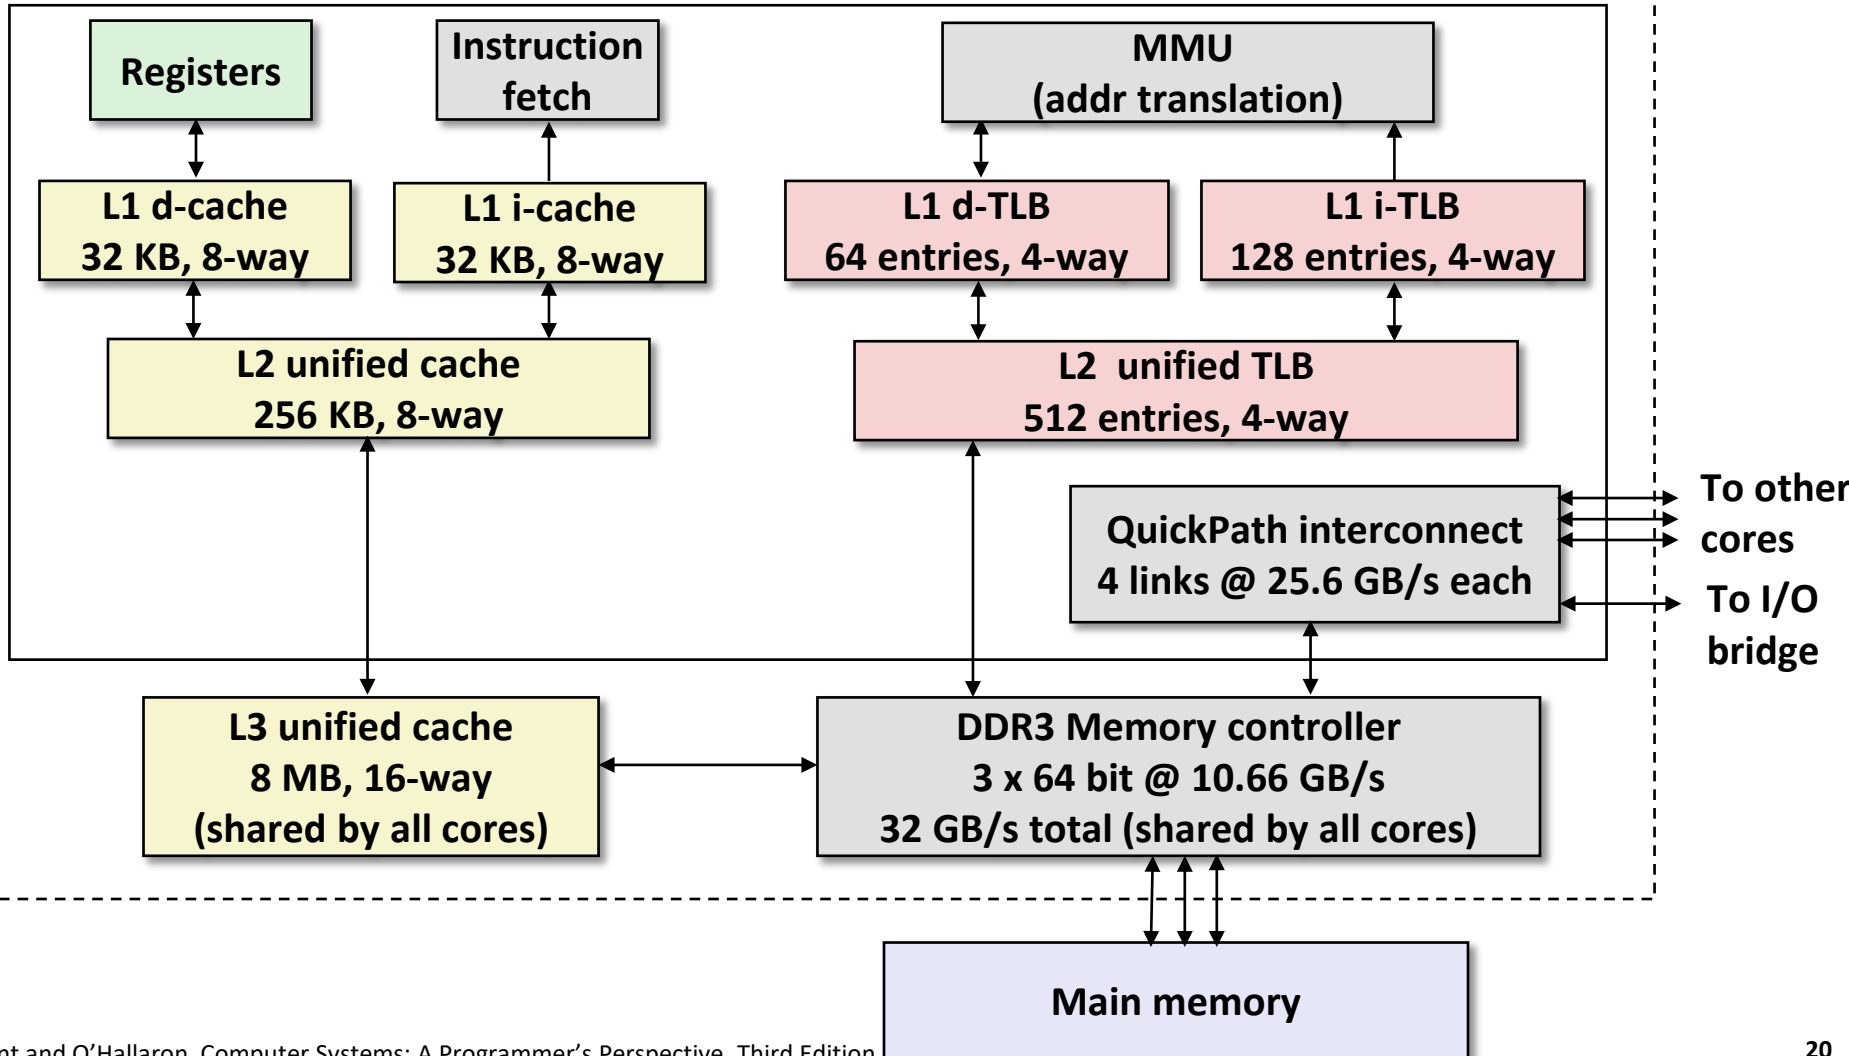 Registers
Instruction
fetch
MMU
(addr translation)
L1 d-cache
32 KB, 8-way
L1 i-cache
32 KB, 8-way
L1 d-TLB
64 entries, 4-way
L1 i-TLB
128 entries, 4-way
L2 unified cache
256 KB, 8-way
L2 unified TLB
512 entries, 4-way
QuickPath interconnect
4 links @ 25.6 GB/s each
To other
cores
To I/O
bridge
L3 unified cache
8 MB, 16-way
(shared by all cores)
DDR3 Memory controller
3 x 64 bit @ 10.66 GB/s
32 GB/s total (shared by all cores)
Main memory
and O'Hallaron, Computer Systems: A Programmer's Perspective, Third Edition
20